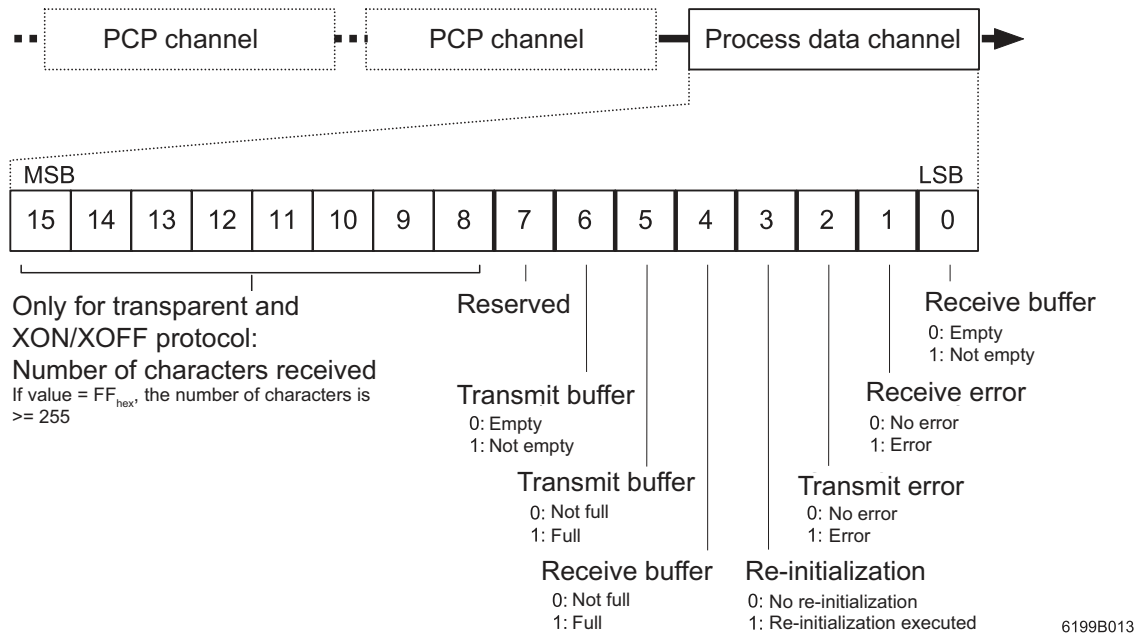 PCP channel
PCP channel
Process data channel
MSB
LSB
15 14 13 12 11 10 9 8 7 6 5 4 3 2 1 0
Only for transparent and
XON/XOFF protocol:
Number of characters received
If value = FFhex, the number of characters is
>= 255
Reserved
Transmit buffer
0: Empty
1: Not empty
Transmit buffer
0: Not full
1: Full
Receive buffer
0: Not full
1: Full
Re-initialization
0: No re-initialization
1: Re-initialization executed
Transmit error
0: No error
1: Error
Receive error
0: No error
1: Error
Receive buffer
0: Empty
1: Not empty
6199B013